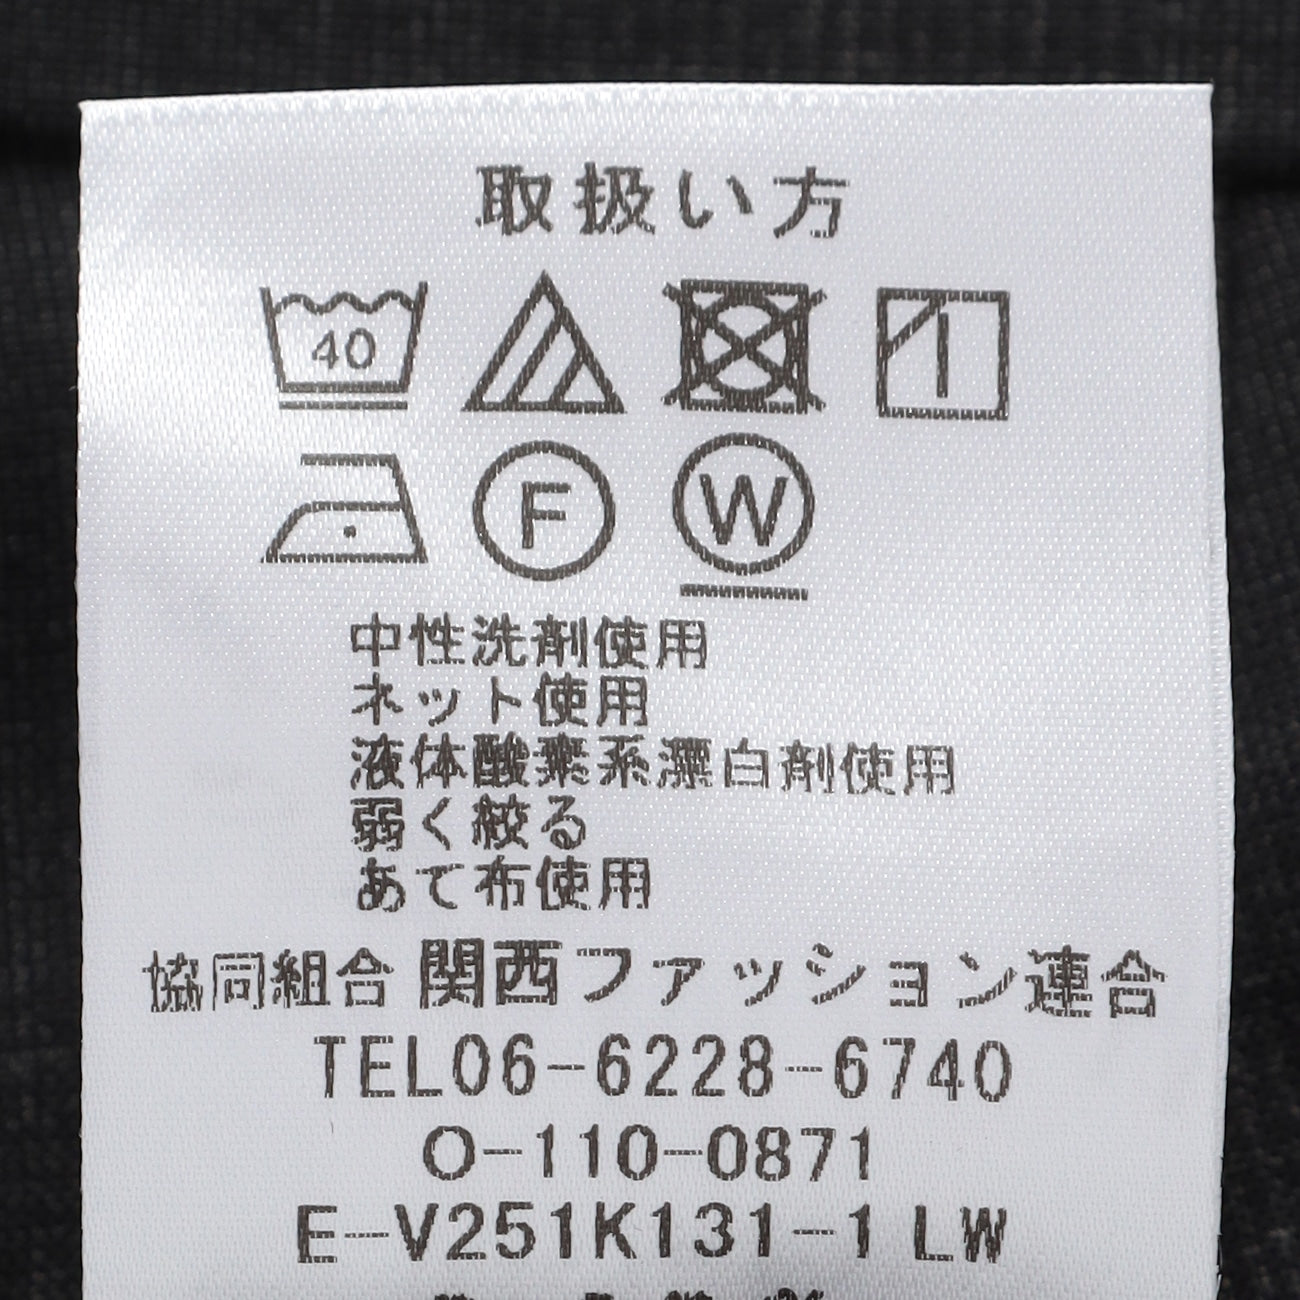 取扱い方
40
F W
中性洗剤使用
ネット使用
液体酸素系漂白剤使用
弱く絞る
あて布使用
協同組合 関西ファッション連合
TEL06-6228-6740
O-110-0871
E-V251K131-1 LW